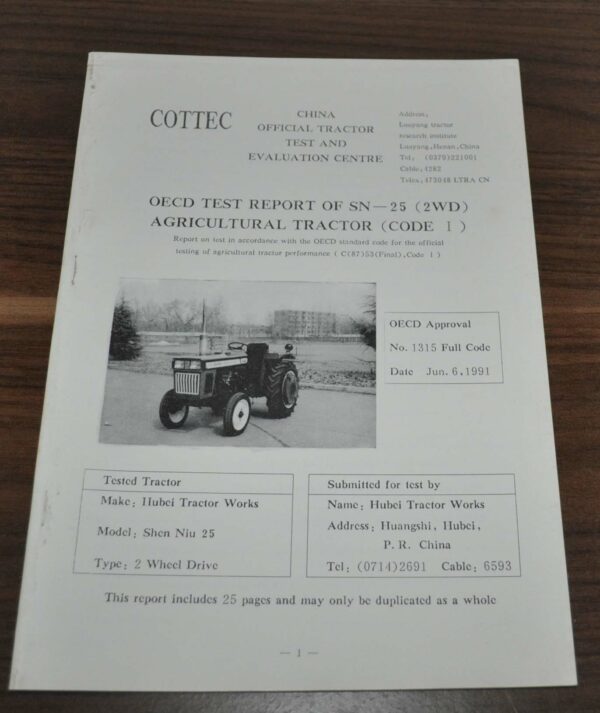 COTTEC
CHINA
OFFICIAL TRACTOR
TEST AND
EVALUATION CENTRE
Address,
Luoyang tractor
research institute
Luoyang,Henan,China
Tel, (0379)221001
Cable,4282
Telex,473048 LTRA CN
OECD TEST REPORT OF SN—25 (2WD)
AGRICULTURAL TRACTOR (CODE 1)
Report on test in accordance with the OECD standard code for the official
testing of agricultural tractor performance ( C(87)53(Final),Code 1 )
OECD Approval
No. 1315 Full Code
Date Jun. 6,1991
Tested Tractor
Make: Hubei Tractor Works
Model: Shen Niu 25
Type: 2 Wheel Drive
Submitted for test by
Name: Hubei Tractor Works
Address: Huangshi, Hubei,
P. R. China
Tel: (0714)2691 Cable: 6593
This report includes 25 pages and may only be duplicated as a whole
— 1 —